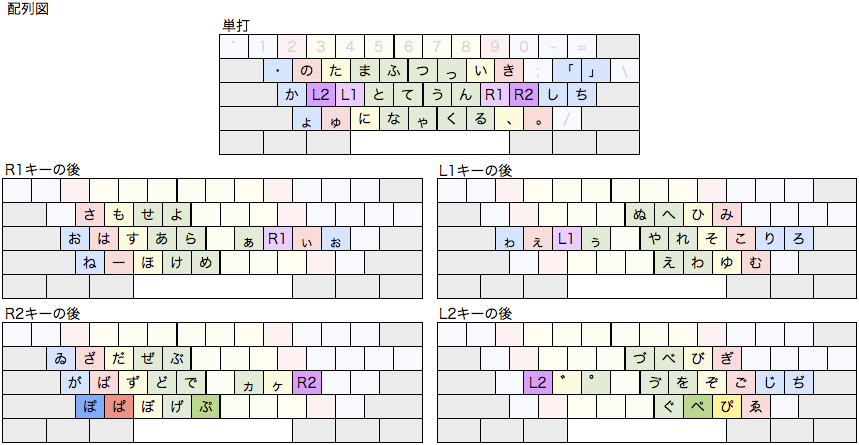 配列図
単打
` 1 2 3 4 5 6 7 8 9 0 - =
・ の た ま ふ つ っ い き ; 「 」 \
か L2 L1 と て う ん R1 R2 し ち
ょ ゅ に な ゃ く る 、 。 /
R1キーの後
さ も せ よ
お は す あ ら ぁ R1 ぃ ぉ
ね ー ほ け め
L1キーの後
ぬ へ ひ み
ゎ ぇ L1 ぅ や れ そ こ り ろ
え わ ゆ む
R2キーの後
ゐ ざ だ ぜ ぶ
が ば ず ど で ヵ ヶ R2
ぽ ぱ ぼ げ ぷ
L2キーの後
づ べ び ぎ
L2 ゛ ゜ ゔ を ぞ ご じ ぢ
ぐ ぺ ぴ ゑ